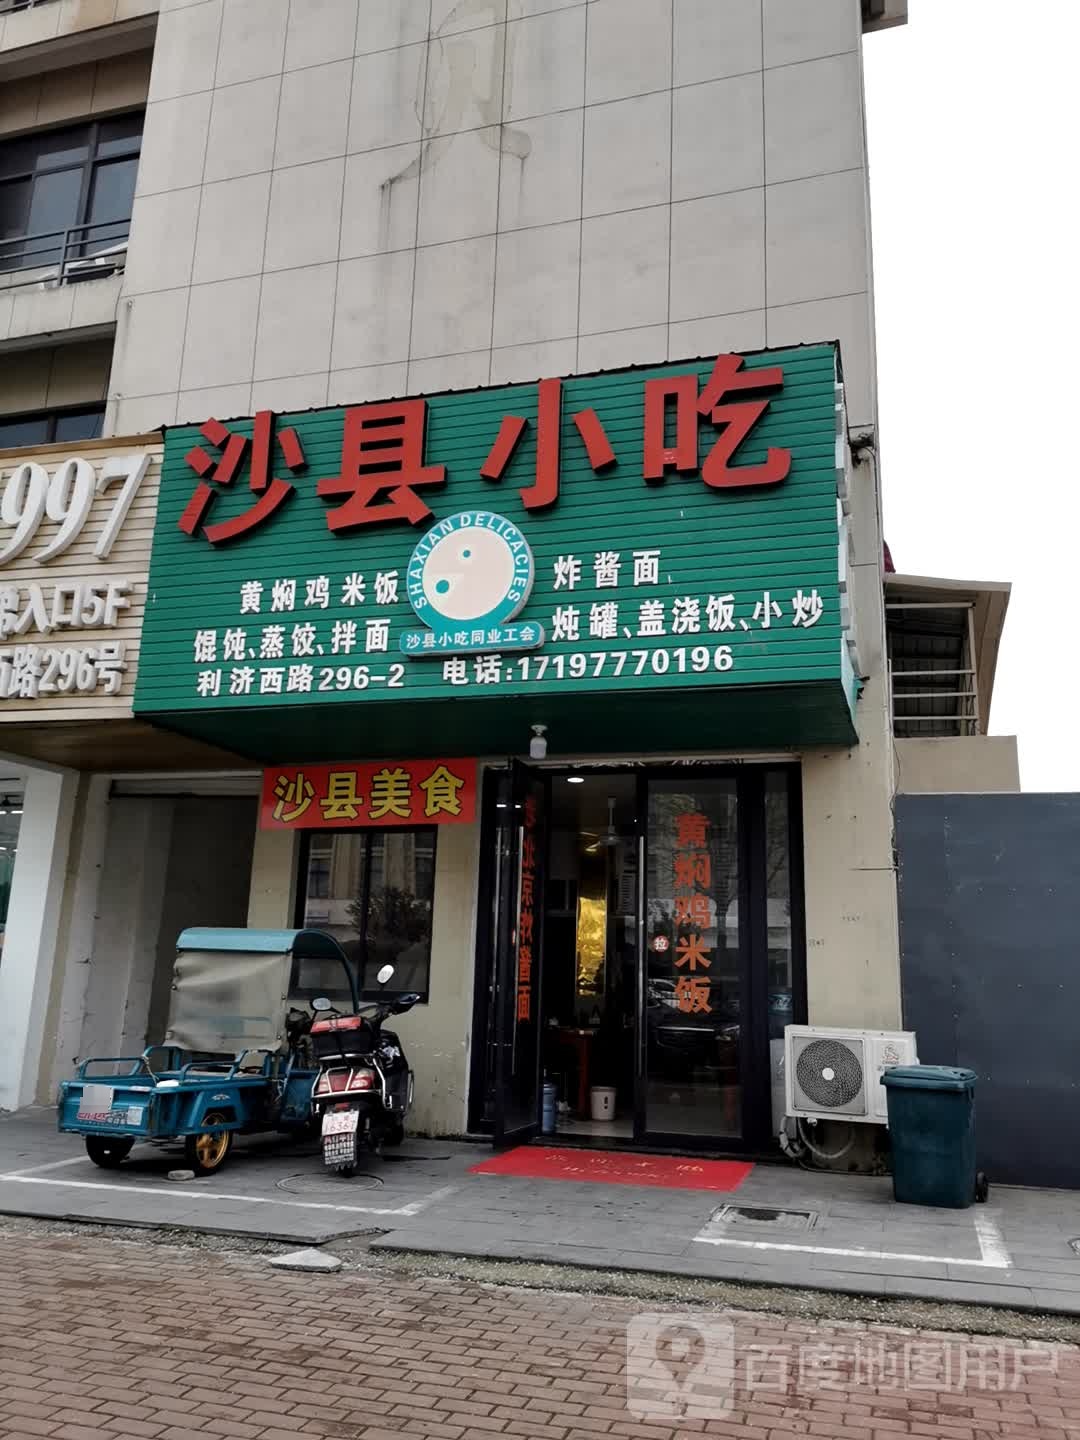 沙县小吃
SHAXIAN DELICACIES
沙县小吃同业工会
黄焖鸡米饭
炸酱面
馄饨、蒸饺、拌面
炖罐、盖浇饭、小炒
利济西路296-2 电话:17197770196
997
入口5F
路296号
沙县美食
北京炸酱面
黄焖鸡米饭
拉
百度地图用户